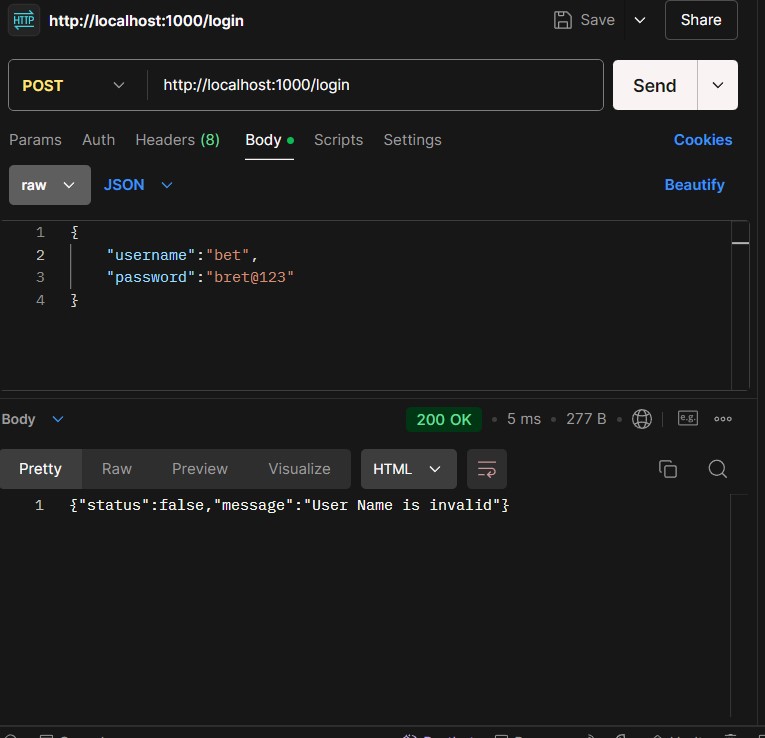 HTTP http://localhost:1000/login Save Share
POST http://localhost:1000/login Send
Params Auth Headers (8) Body Scripts Settings Cookies
raw JSON Beautify
1 {
2 "username":"bet",
3 "password":"bret@123"
4 }
Body 200 OK • 5 ms • 277 B • e.g.
Pretty Raw Preview Visualize HTML
1 {"status":false,"message":"User Name is invalid"}